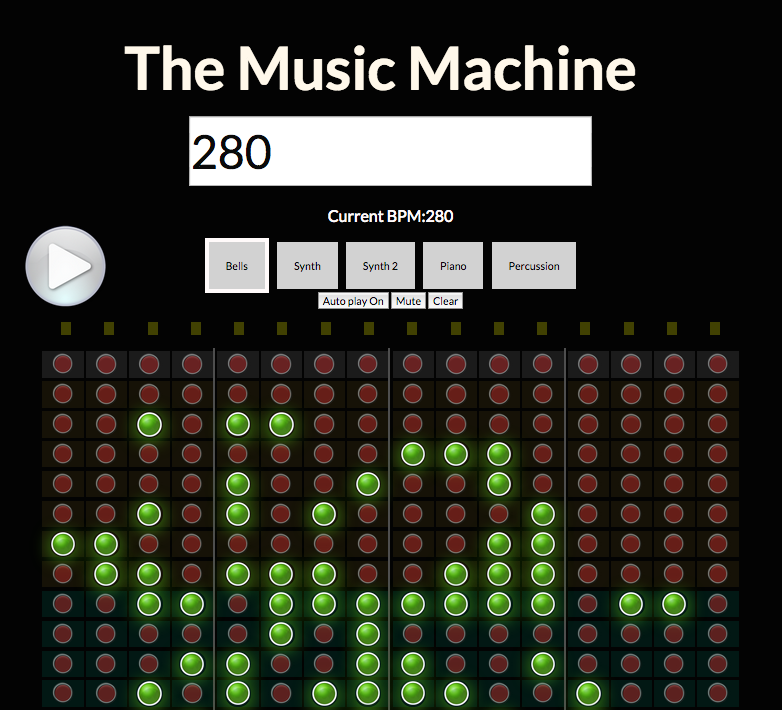 The Music Machine
280
Current BPM:280
Bells Synth Synth 2 Piano Percussion
Auto play On Mute Clear